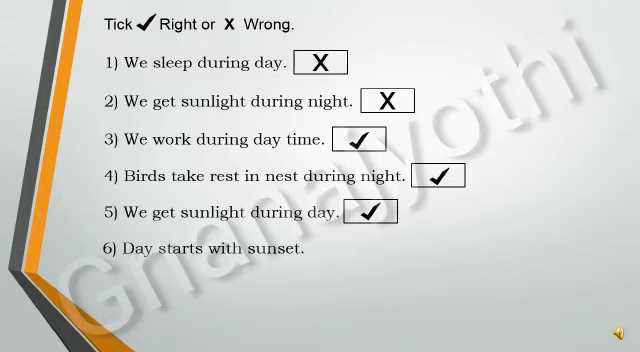 Tick ✓ Right or X Wrong.
1) We sleep during day. X
2) We get sunlight during night. X
3) We work during day time. ✓
4) Birds take rest in nest during night. ✓
5) We get sunlight during day. ✓
6) Day starts with sunset.
Gnanajyothi